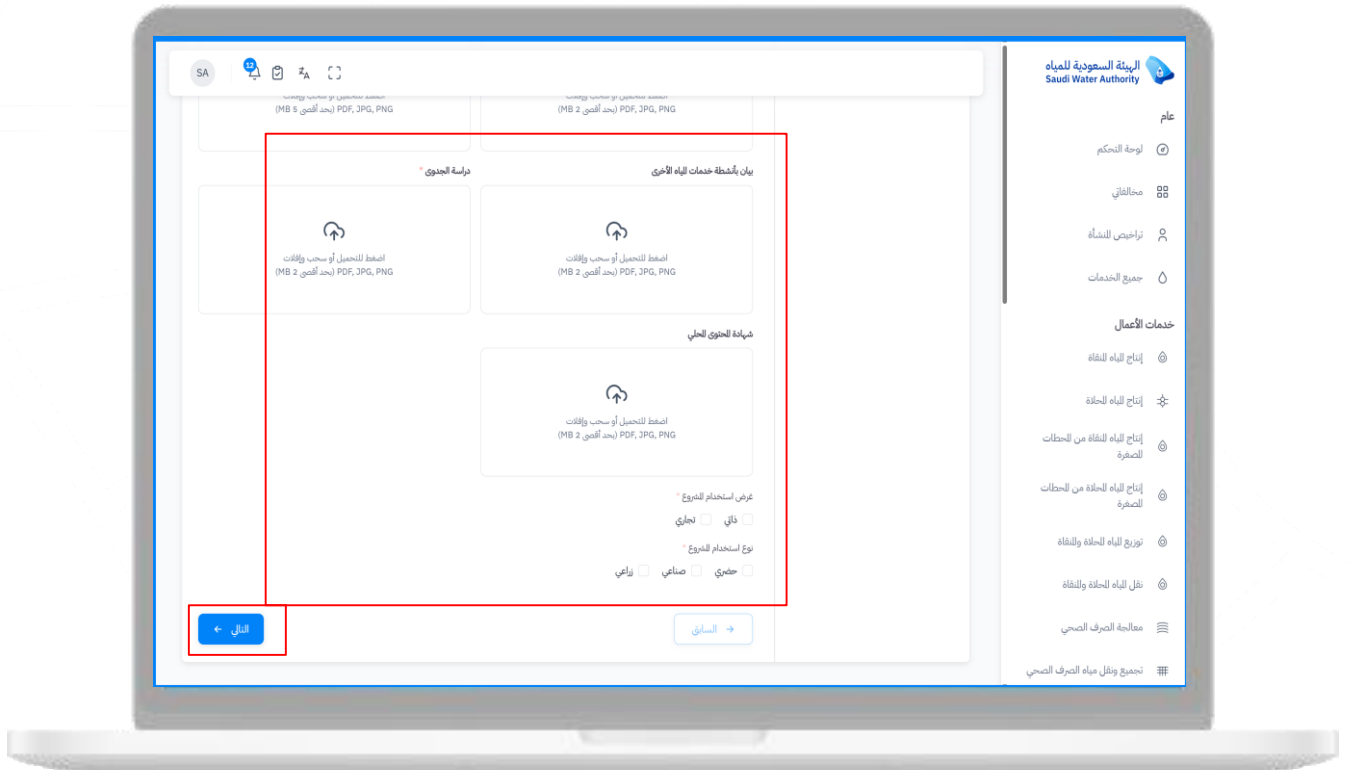 الهيئة السعودية للمياه
Saudi Water Authority
عام
لوحة التحكم
مخالفاتي
تراخيص المنشأة
جميع الخدمات
خدمات الأعمال
إنتاج المياه المنقاة
إنتاج المياه المحلاة
إنتاج المياه المنقاة من المحطات
المصغرة
إنتاج المياه المحلاة من المحطات
المصغرة
توزيع المياه المحلاة والمنقاة
نقل المياه المحلاة والمنقاة
معالجة الصرف الصحي
تجميع ونقل مياه الصرف الصحي
12
SA
PDF, JPG, PNG (بحد أقصى 2 MB)
PDF, JPG, PNG (بحد أقصى 5 MB)
بيان بأنشطة خدمات المياه الأخرى
اضغط للتحميل أو سحب وإفلات
PDF, JPG, PNG (بحد أقصى 2 MB)
دراسة الجدوى *
اضغط للتحميل أو سحب وإفلات
PDF, JPG, PNG (بحد أقصى 2 MB)
شهادة المحتوى المحلي
اضغط للتحميل أو سحب وإفلات
PDF, JPG, PNG (بحد أقصى 2 MB)
غرض استخدام المشروع *
ذاتي تجاري
نوع استخدام المشروع *
حضري صناعي زراعي
السابق
التالي